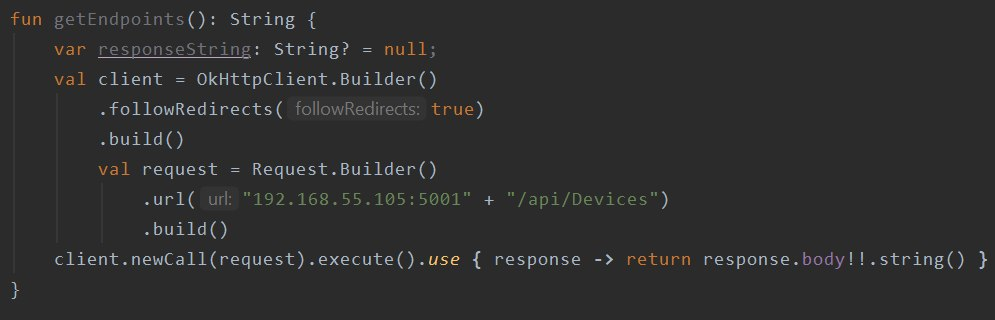 fun getEndpoints(): String {
    var responseString: String? = null;
    val client = OkHttpClient.Builder()
        .followRedirects( followRedirects: true)
        .build()
        val request = Request.Builder()
            .url( url: "192.168.55.105:5001" + "/api/Devices")
            .build()
    client.newCall(request).execute().use { response -> return response.body!!.string() }
}